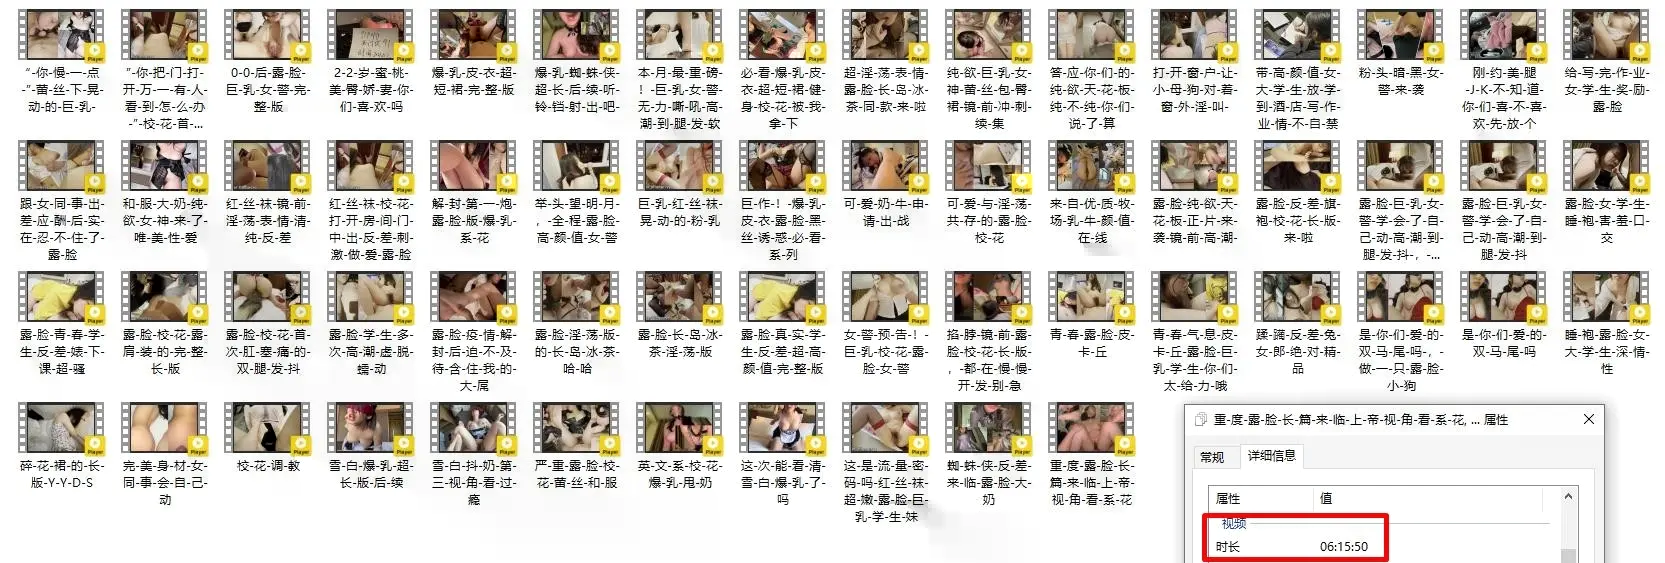 "-你-慢-一-点
-"-黄-丝-下-晃-
动-的-巨-乳-
"-你-把-门-打-
开-万-一-有-人-
看-到-怎-么-办
-"-校-花-首-...
0-0-后-露-脸-
巨-乳-女-警-完-
整-版
2-2-岁-蜜-桃-
美-臀-娇-妻-你-
们-喜-欢-吗
爆-乳-皮-衣-超-
短-裙-完-整-版
爆-乳-蜘-蛛-侠-
超-长-后-续-听-
铃-铛-射-出-吧-
本-月-最-重-磅-
!-巨-乳-女-警-
无-力-嘶-吼-高-
潮-到-腿-发-软
必-看-爆-乳-皮-
衣-超-短-裙-健-
身-校-花-被-我-
拿-下
超-淫-荡-表-情-
露-脸-长-岛-冰-
茶-同-款-来-啦
纯-欲-巨-乳-女-
神-黄-丝-包-臀-
裙-镜-前-冲-刺-
续-集
答-应-你-们-的-
纯-欲-天-花-板-
纯-不-纯-你-们-
说-了-算
打-开-窗-户-让-
小-母-狗-对-着-
窗-外-淫-叫-
带-高-颜-值-女-
大-学-生-放-学-
到-酒-店-写-作-
业-情-不-自-禁
粉-头-暗-黑-女-
警-来-袭
刚-约-美-腿
-J-K-不-知-道-
你-们-喜-不-喜-
欢-先-放-个
给-写-完-作-业-
女-学-生-奖-励-
露-脸
跟-女-同-事-出-
差-应-酬-后-实-
在-忍-不-住-了-
露-脸
和-服-大-奶-纯-
欲-女-神-来-了-
唯-美-性-爱
红-丝-袜-镜-前-
淫-荡-表-情-清-
纯-反-差
红-丝-袜-校-花-
打-开-房-间-门-
中-出-反-差-刺-
激-做-爱-露-脸
解-封-第-一-炮-
露-脸-版-爆-乳-
系-花
举-头-望-明-月-
,-全-程-露-脸-
高-颜-值-女-警
巨-乳-红-丝-袜-
晃-动-的-粉-乳
巨-作-!-爆-乳-
皮-衣-露-脸-黑-
丝-诱-惑-必-看-
系-列
可-爱-奶-牛-申-
请-出-战
可-爱-与-淫-荡-
共-存-的-露-脸-
校-花
来-自-优-质-牧-
场-乳-牛-颜-值-
在-线
露-脸-纯-欲-天-
花-板-正-片-来-
袭-镜-前-高-潮-
露-脸-反-差-旗-
袍-校-花-长-版-
来-啦
露-脸-巨-乳-女-
警-学-会-了-自-
己-动-高-潮-到-
腿-发-抖-，-...
露-脸-巨-乳-女-
警-学-会-了-自-
己-动-高-潮-到-
腿-发-抖
露-脸-女-学-生-
睡-袍-害-羞-口-
交
露-脸-青-春-学-
生-反-差-婊-下-
课-超-骚
露-脸-校-花-露-
肩-装-的-完-整-
长-版
露-脸-校-花-首-
次-肛-塞-痛-的-
双-腿-发-抖
露-脸-学-生-多-
次-高-潮-虚-脱-
蠕-动
露-脸-疫-情-解-
封-后-迫-不-及-
待-含-住-我-的-
大-屌
露-脸-淫-荡-版-
的-长-岛-冰-茶-
哈-哈
露-脸-长-岛-冰-
茶-淫-荡-版
露-脸-真-实-学-
生-反-差-超-高-
颜-值-完-整-版
女-警-预-告-!-
巨-乳-校-花-露-
脸-女-警
掐-脖-镜-前-露-
脸-校-花-长-版-
，-都-在-慢-慢-
开-发-别-急
青-春-露-脸-皮-
卡-丘
青-春-气-息-皮-
卡-丘-露-脸-巨-
乳-学-生-你-们-
太-给-力-哦
蹂-躏-反-差-兔-
女-郎-绝-对-精-
品
是-你-们-爱-的-
双-马-尾-吗-，-
做-一-只-露-脸-
小-狗
是-你-们-爱-的-
双-马-尾-吗
睡-袍-露-脸-女-
大-学-生-深-情-
性
碎-花-裙-的-长-
版-Y-Y-D-S
完-美-身-材-女-
同-事-会-自-己-
动
校-花-调-教
雪-白-爆-乳-超-
长-版-后-续
雪-白-抖-奶-第-
三-视-角-看-过-
瘾
严-重-露-脸-校-
花-黄-丝-和-服
英-文-系-校-花-
爆-乳-甩-奶
这-次-能-看-清-
雪-白-爆-乳-了-
吗
这-是-流-量-密-
码-吗-红-丝-袜-
超-嫩-露-脸-巨-
乳-学-生-妹
蜘-蛛-侠-反-差-
来-临-露-脸-大-
奶
重-度-露-脸-长-
篇-来-临-上-帝-
视-角-看-系-花
重-度-露-脸-长-篇-来-临-上-帝-视-角-看-系-花, ... 属性
常规
详细信息
属性 值
视频
时长 06:15:50